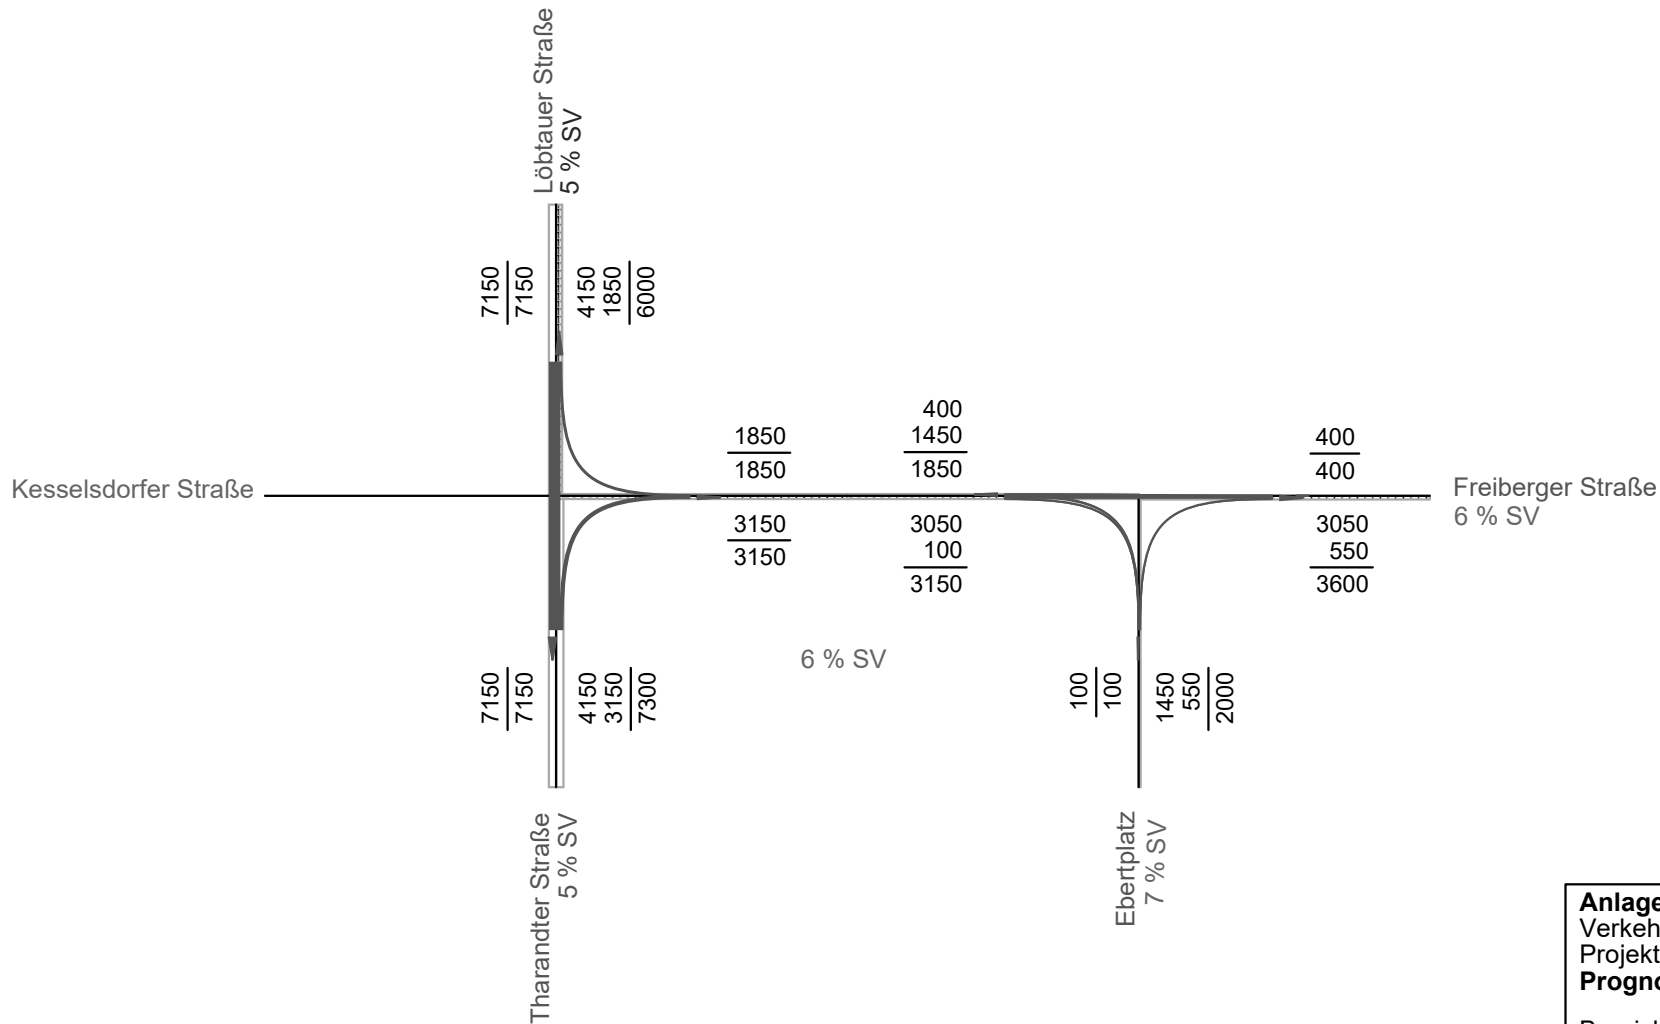 Löbtauer Straße
5 % SV
7150
7150
4150
1850
6000
Kesselsdorfer Straße
1850
1850
3150
3150
400
1450
1850
3050
100
3150
400
400
3050
550
3600
Freiberger Straße
6 % SV
6 % SV
7150
7150
4150
3150
7300
100
100
1450
550
2000
Tharandter Straße
5 % SV
Ebertplatz
7 % SV
Anlage
Verkeh
Projekt
Progno